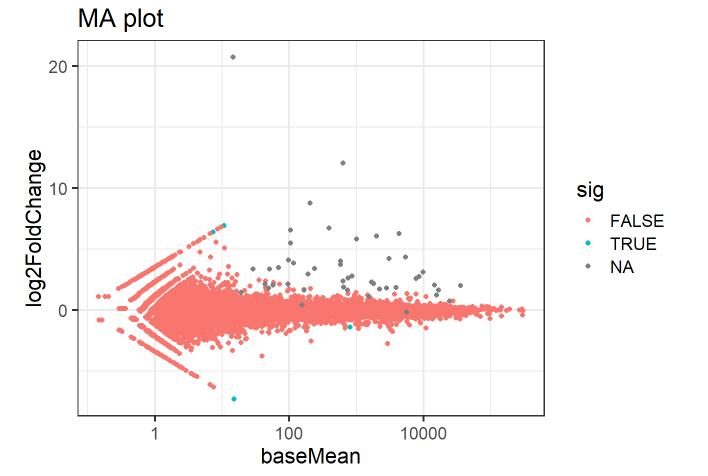 MA plot
log2FoldChange
20
10
0
1
100
10000
baseMean
sig
FALSE
TRUE
NA